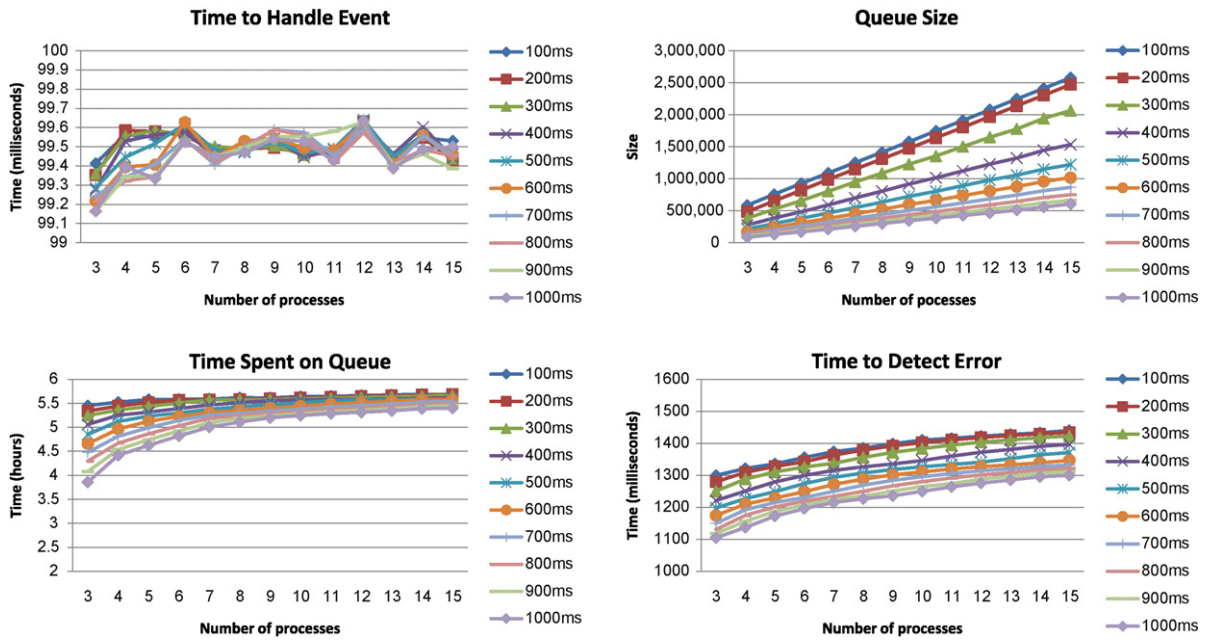 Time to Handle Event
Time (milliseconds)
100
99.9
99.8
99.7
99.6
99.5
99.4
99.3
99.2
99.1
99
3 4 5 6 7 8 9 10 11 12 13 14 15
Number of processes
100ms
200ms
300ms
400ms
500ms
600ms
700ms
800ms
900ms
1000ms
Queue Size
Size
3,000,000
2,500,000
2,000,000
1,500,000
1,000,000
500,000
0
3 4 5 6 7 8 9 10 11 12 13 14 15
Number of pocesses
100ms
200ms
300ms
400ms
500ms
600ms
700ms
800ms
900ms
1000ms
Time Spent on Queue
Time (hours)
6
5.5
5
4.5
4
3.5
3
2.5
2
3 4 5 6 7 8 9 10 11 12 13 14 15
Number of processes
100ms
200ms
300ms
400ms
500ms
600ms
700ms
800ms
900ms
1000ms
Time to Detect Error
Time (milliseconds)
1600
1500
1400
1300
1200
1100
1000
3 4 5 6 7 8 9 10 11 12 13 14 15
Number of processes
100ms
200ms
300ms
400ms
500ms
600ms
700ms
800ms
900ms
1000ms